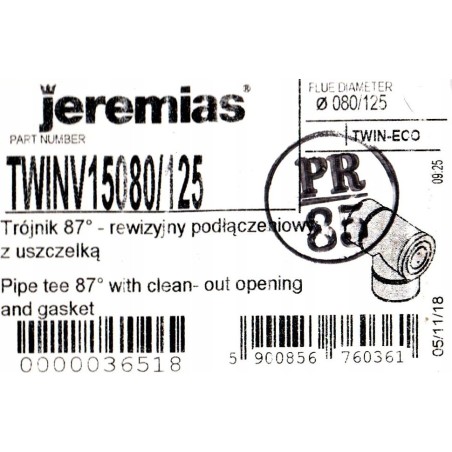 jeremias®
FLUE DIAMETER
Ø 080/125
PART NUMBER
TWIN-ECO
TWINV15080/125
PR
83
09:25
Trójnik 87° - rewizyjny podłączeniowy
z uszczelką
Pipe tee 87° with clean- out opening
and gasket
05/11/18
0000036518
5 900856 760361